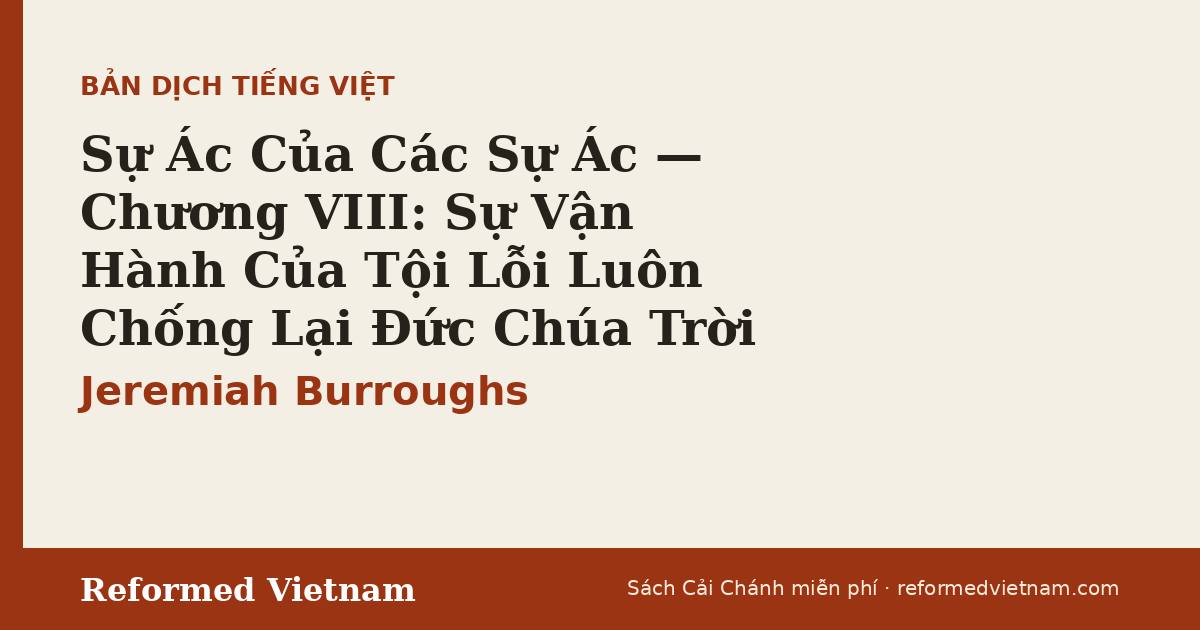 BẢN DỊCH TIẾNG VIỆT
Sự Ác Của Các Sự Ác —
Chương VIII: Sự Vận
Hành Của Tội Lỗi Luôn
Chống Lại Đức Chúa Trời
Jeremiah Burroughs
Reformed Vietnam
Sách Cải Chánh miễn phí · reformedvietnam.com